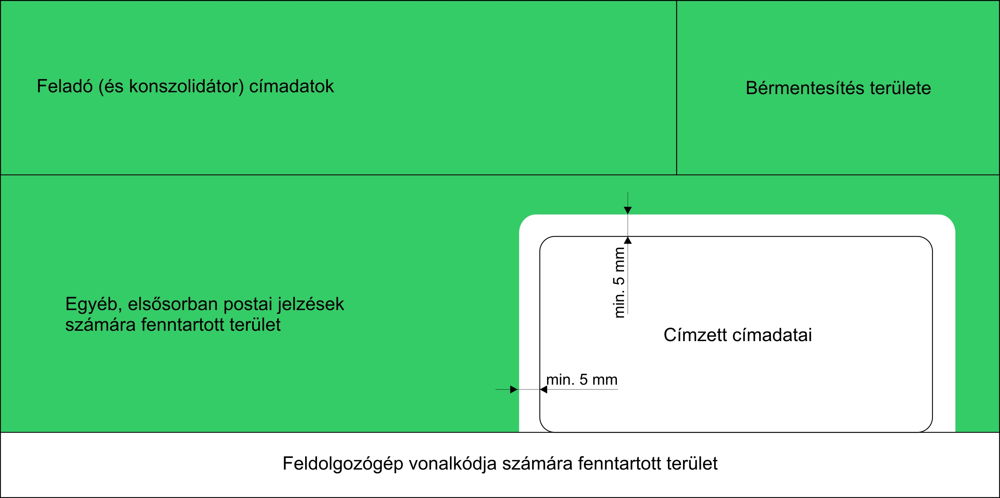 Feladó (és konszolidátor) címadatok
Bérmentesítés területe
Egyéb, elsősorban postai jelzések
számára fenntartott terület
min. 5 mm
Címzett címadatai
min. 5 mm
Feldolgozógép vonalkódja számára fenntartott terület